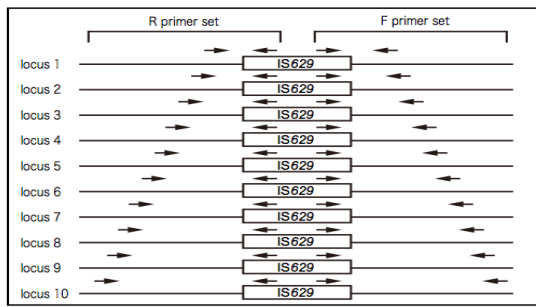 R primer set F primer set
locus 1 IS629
locus 2 IS629
locus 3 IS629
locus 4 IS629
locus 5 IS629
locus 6 IS629
locus 7 IS629
locus 8 IS629
locus 9 IS629
locus 10 IS629